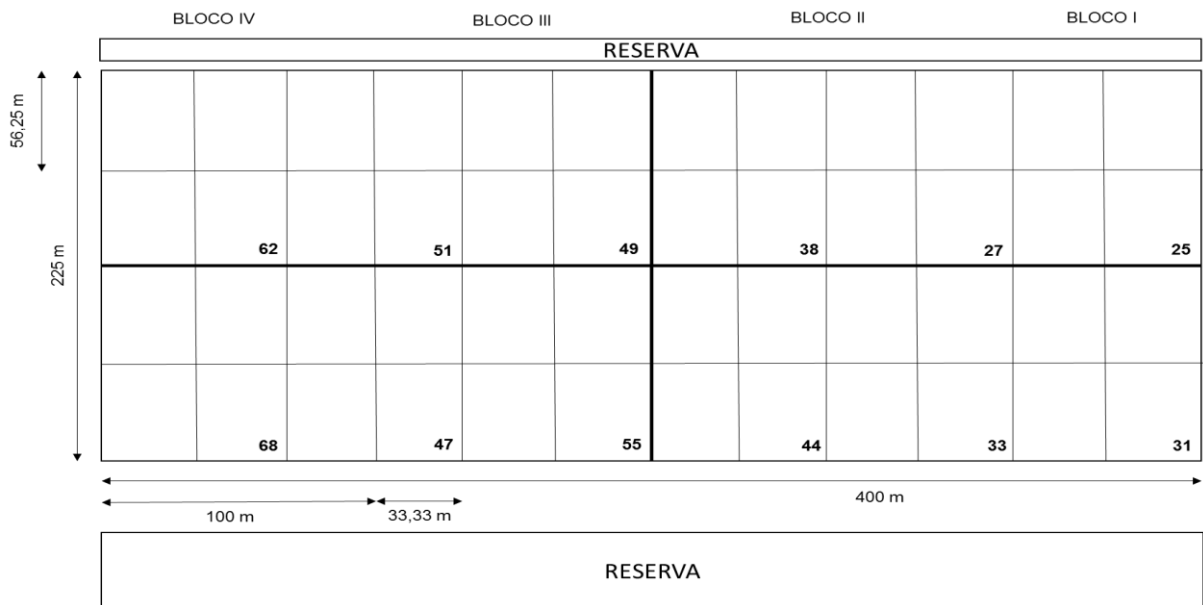 BLOCO IV BLOCO III BLOCO II BLOCO I
RESERVA
56,25 m
225 m
62 51 49 38 27 25
68 47 55 44 33 31
400 m
100 m 33,33 m
RESERVA